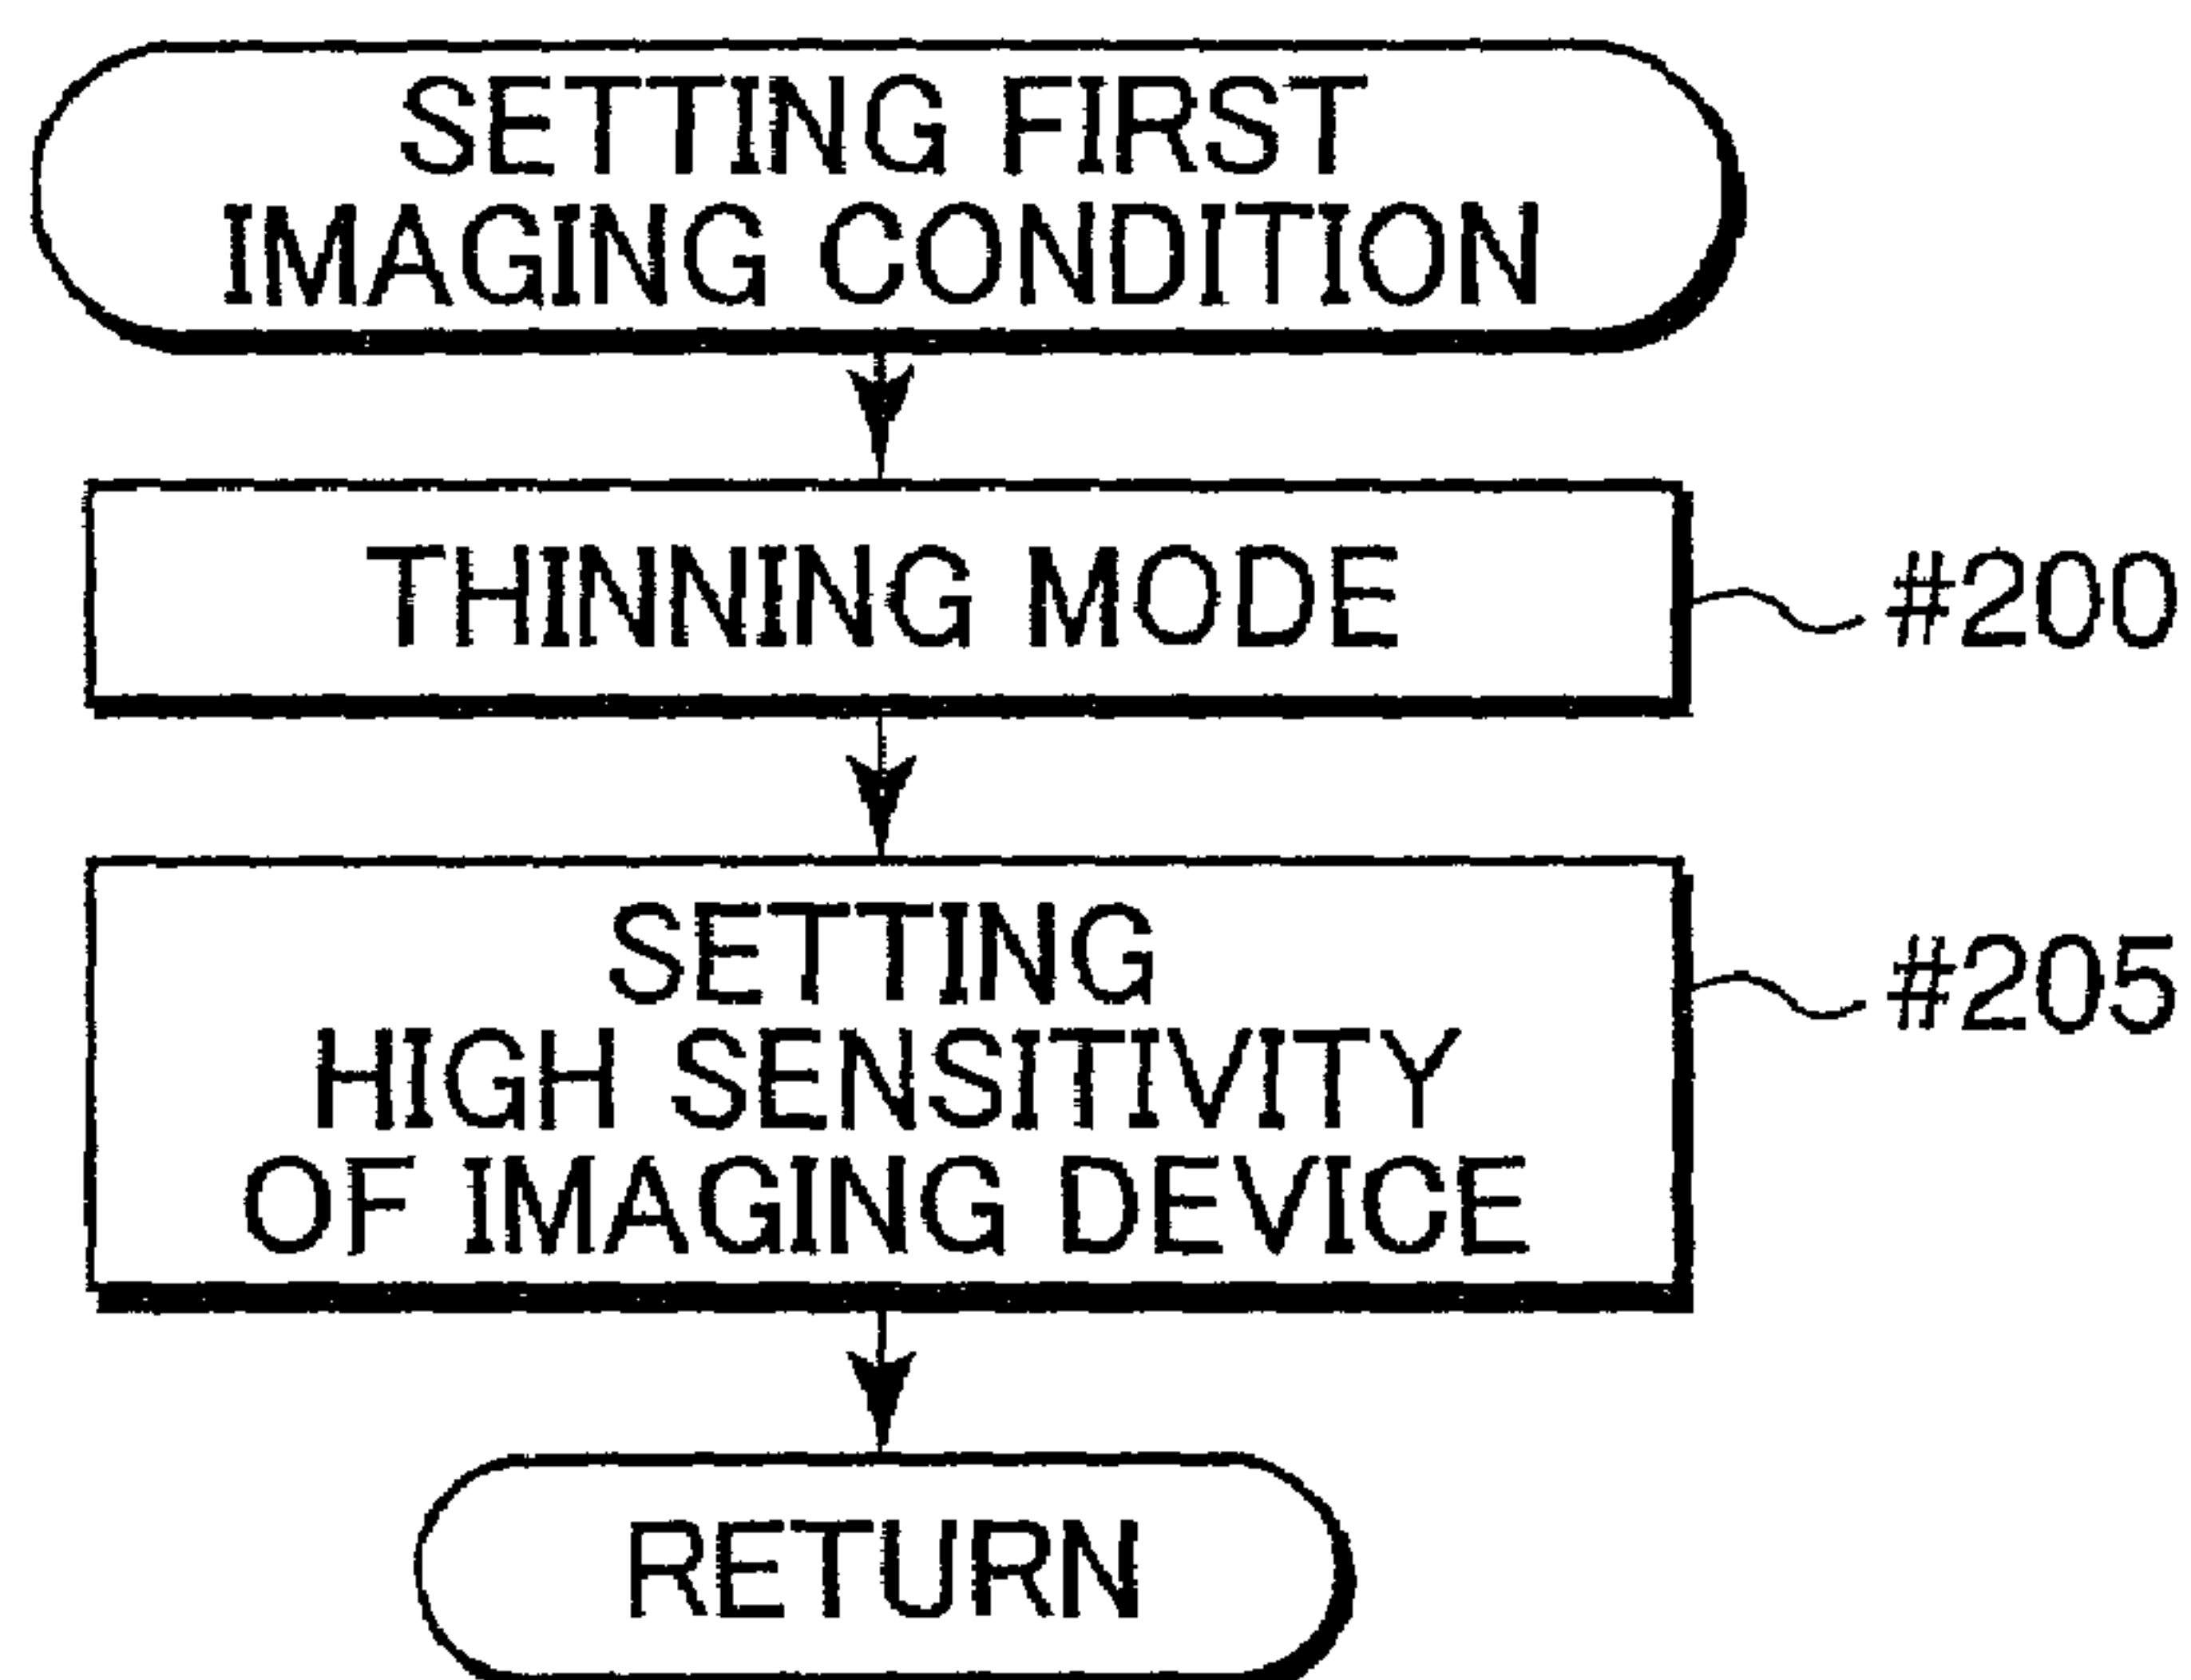 SETTING FIRST
IMAGING CONDITION
THINNING MODE
#200
SETTING
HIGH SENSITIVITY
OF IMAGING DEVICE
#205
RETURN